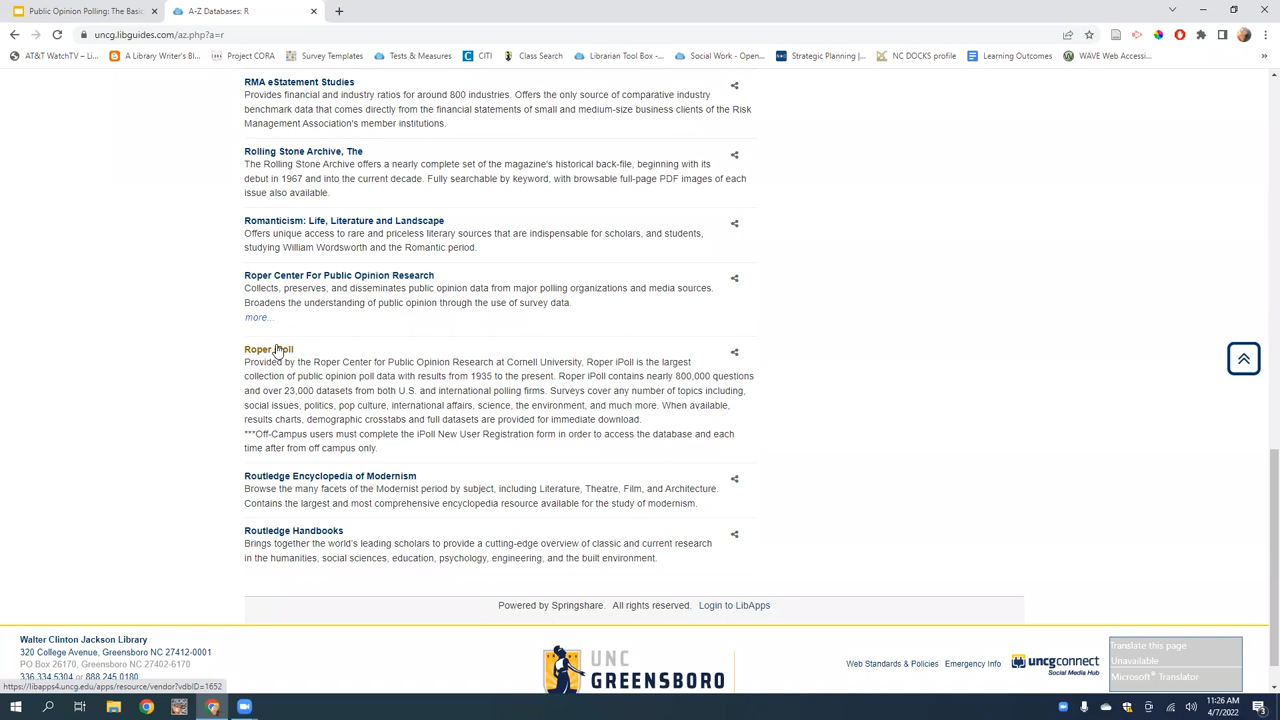 Public Opinion Polling: The Basic
A-Z Databases: R
uncg.libguides.com/az.php?a=r
AT&T WatchTV – Li...
A Library Writer's Bl...
Project CORA
Survey Templates
Tests & Measures
CITI
Class Search
Librarian Tool Box -...
Social Work - Open...
Strategic Planning |...
NC DOCKS profile
Learning Outcomes
WAVE Web Accessi...
RMA eStatement Studies
Provides financial and industry ratios for around 800 industries. Offers the only source of comparative industry
benchmark data that comes directly from the financial statements of small and medium-size business clients of the Risk
Management Association's member institutions.
Rolling Stone Archive, The
The Rolling Stone Archive offers a nearly complete set of the magazine's historical back-file, beginning with its
debut in 1967 and into the current decade. Fully searchable by keyword, with browsable full-page PDF images of each
issue also available.
Romanticism: Life, Literature and Landscape
Offers unique access to rare and priceless literary sources that are indispensable for scholars, and students,
studying William Wordsworth and the Romantic period.
Roper Center For Public Opinion Research
Collects, preserves, and disseminates public opinion data from major polling organizations and media sources.
Broadens the understanding of public opinion through the use of survey data.
more...
Roper iPoll
Provided by the Roper Center for Public Opinion Research at Cornell University, Roper iPoll is the largest
collection of public opinion poll data with results from 1935 to the present. Roper iPoll contains nearly 800,000 questions
and over 23,000 datasets from both U.S. and international polling firms. Surveys cover any number of topics including,
social issues, politics, pop culture, international affairs, science, the environment, and much more. When available,
results charts, demographic crosstabs and full datasets are provided for immediate download.
***Off-Campus users must complete the iPoll New User Registration form in order to access the database and each
time after from off campus only.
Routledge Encyclopedia of Modernism
Browse the many facets of the Modernist period by subject, including Literature, Theatre, Film, and Architecture.
Contains the largest and most comprehensive encyclopedia resource available for the study of modernism.
Routledge Handbooks
Brings together the world's leading scholars to provide a cutting-edge overview of classic and current research
in the humanities, social sciences, education, psychology, engineering, and the built environment.
Powered by Springshare. All rights reserved. Login to LibApps
Walter Clinton Jackson Library
320 College Avenue, Greensboro NC 27412-0001
PO Box 26170, Greensboro NC 27402-6170
336.334.5304 or 888.245.0180
https://libapps4.uncg.edu/apps/resource/vendor?vdbID=1652
UNC
GREENSBORO
Web Standards & Policies
Emergency Info
uncgconnect
Social Media Hub
Translate this page
Unavailable
Microsoft® Translator
11:26 AM
4/7/2022
3